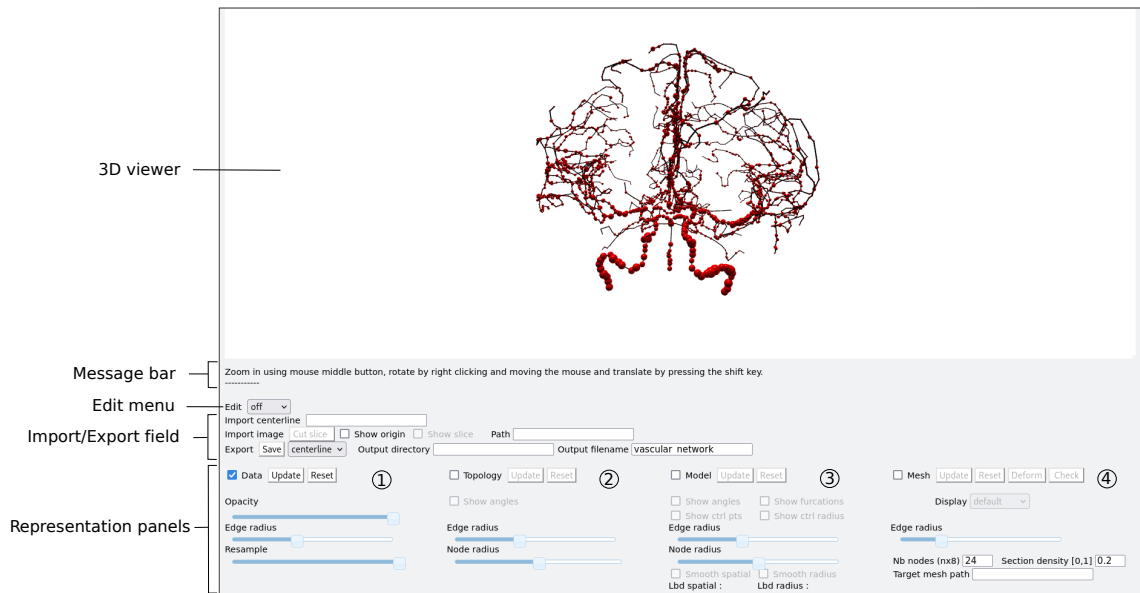 3D viewer
Message bar
Zoom in using mouse middle button, rotate by right clicking and moving the mouse and translate by pressing the shift key.
-----------
Edit menu
Edit off
Import/Export field
Import centerline
Import image Cut slice Show origin Show slice Path
Export Save centerline Output directory Output filename vascular_network
Representation panels
Data Update Reset ①
Opacity
Edge radius
Resample
Topology Update Reset ②
Show angles
Edge radius
Node radius
Model Update Reset ③
Show angles Show furcations
Show ctrl pts Show ctrl radius
Edge radius
Node radius
Smooth spatial Smooth radius
Lbd spatial : Lbd radius :
Mesh Update Reset Deform Check ④
Display default
Edge radius
Nb nodes (nx8) 24 Section density [0,1] 0.2
Target mesh path